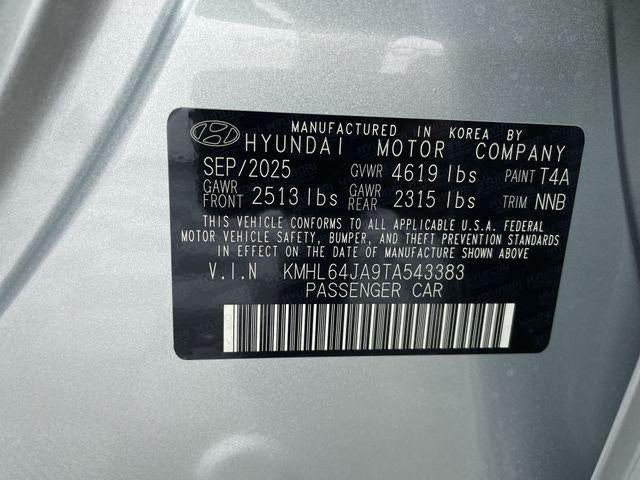 MANUFACTURED IN KOREA BY
HYUNDAI MOTOR COMPANY
SEP/2025 GVWR 4619 lbs PAINT T4A
GAWR FRONT 2513 lbs GAWR REAR 2315 lbs TRIM NNB
THIS VEHICLE CONFORMS TO ALL APPLICABLE U.S.A. FEDERAL
MOTOR VEHICLE SAFETY, BUMPER, AND THEFT PREVENTION
STANDARDS IN EFFECT ON THE DATE OF MANUFACTURE SHOWN ABOVE
V.I.N KMHL64JA9TA543383
PASSENGER CAR